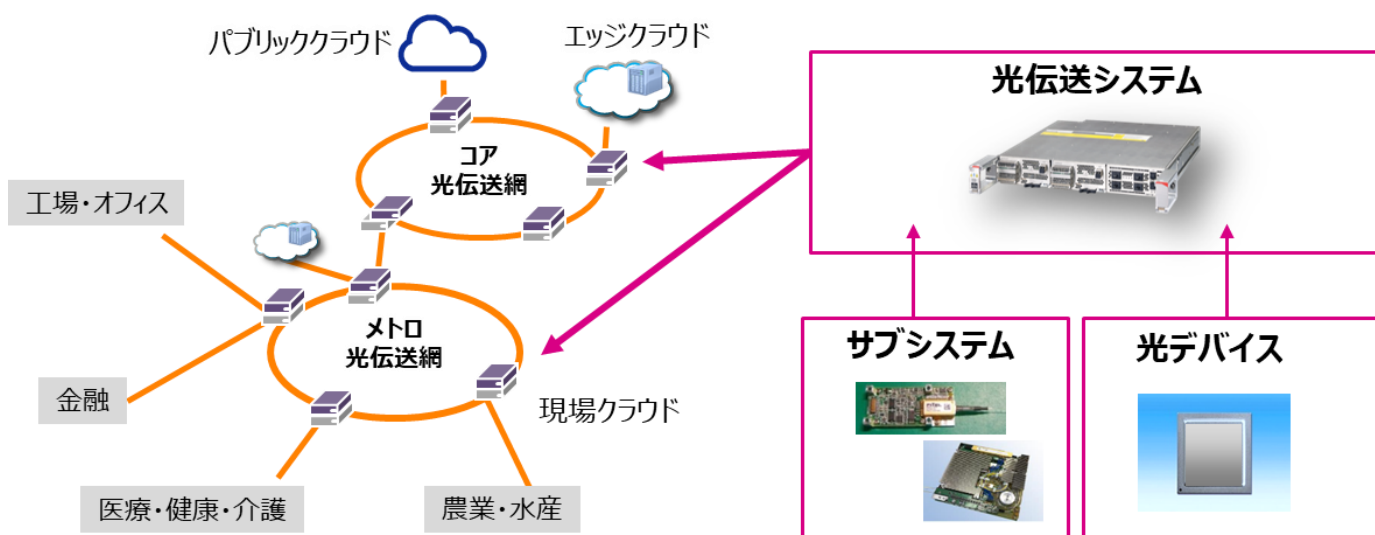 パブリッククラウド
エッジクラウド
光伝送システム
コア
光伝送網
工場・オフィス
メトロ
光伝送網
サブシステム
光デバイス
金融
現場クラウド
医療・健康・介護
農業・水産